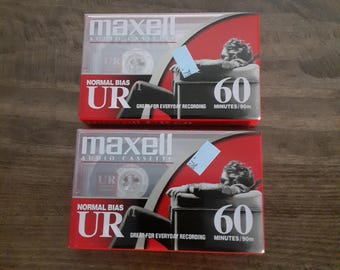 maxell
AUDIO CASSETTE
NORMAL BIAS
UR
GREAT FOR EVERYDAY RECORDING
60
MINUTES/90m
maxell
AUDIO CASSETTE
NORMAL BIAS
UR
GREAT FOR EVERYDAY RECORDING
60
MINUTES/90m